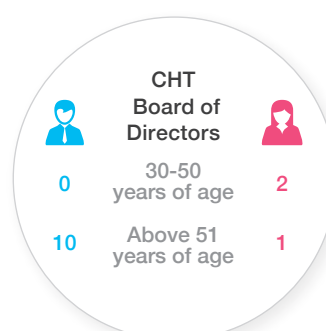 CHT
Board of
Directors
0 30-50 2
years of age
10 Above 51 1
years of age